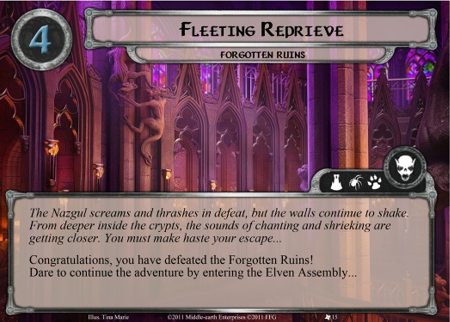 4
Fleeting Reprieve
Forgotten Ruins
The Nazgul screams and thrashes in defeat, but the walls continue to shake.
From deeper inside the crypts, the sounds of chanting and shrieking are
getting closer. You must make haste your escape...
Congratulations, you have defeated the Forgotten Ruins!
Dare to continue the adventure by entering the Elven Assembly...
Illus. Tina Marie ©2011 Middle-earth Enterprises ©2011 FFG 15